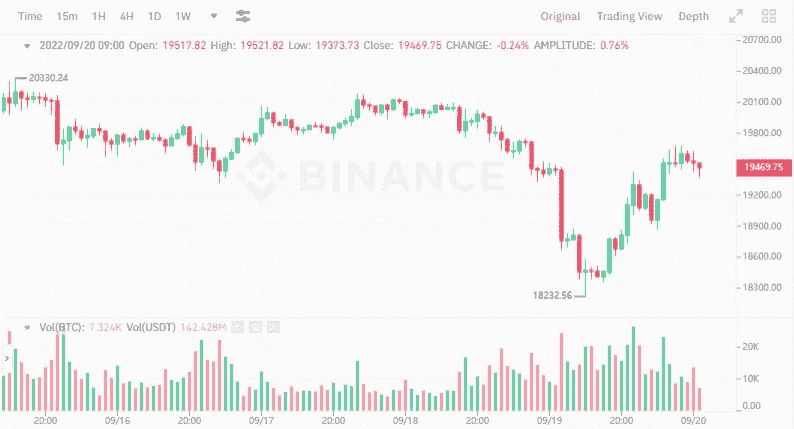 Time 15m 1H 4H 1D 1W Original Trading View Depth
2022/09/20 09:00 Open: 19517.82 High: 19521.82 Low: 19373.73 Close: 19469.75 CHANGE: -0.24% AMPLITUDE: 0.76%
20700.00
20400.00
20330.24
20100.00
19800.00
19469.75
BINANCE
19200.00
18900.00
18600.00
18300.00
18232.56
Vol(BTC): 7.324K Vol(USDT) 142.428M
20K
10K
0.00
20:00 09/16 20:00 09/17 20:00 09/18 20:00 09/19 20:00 09/20